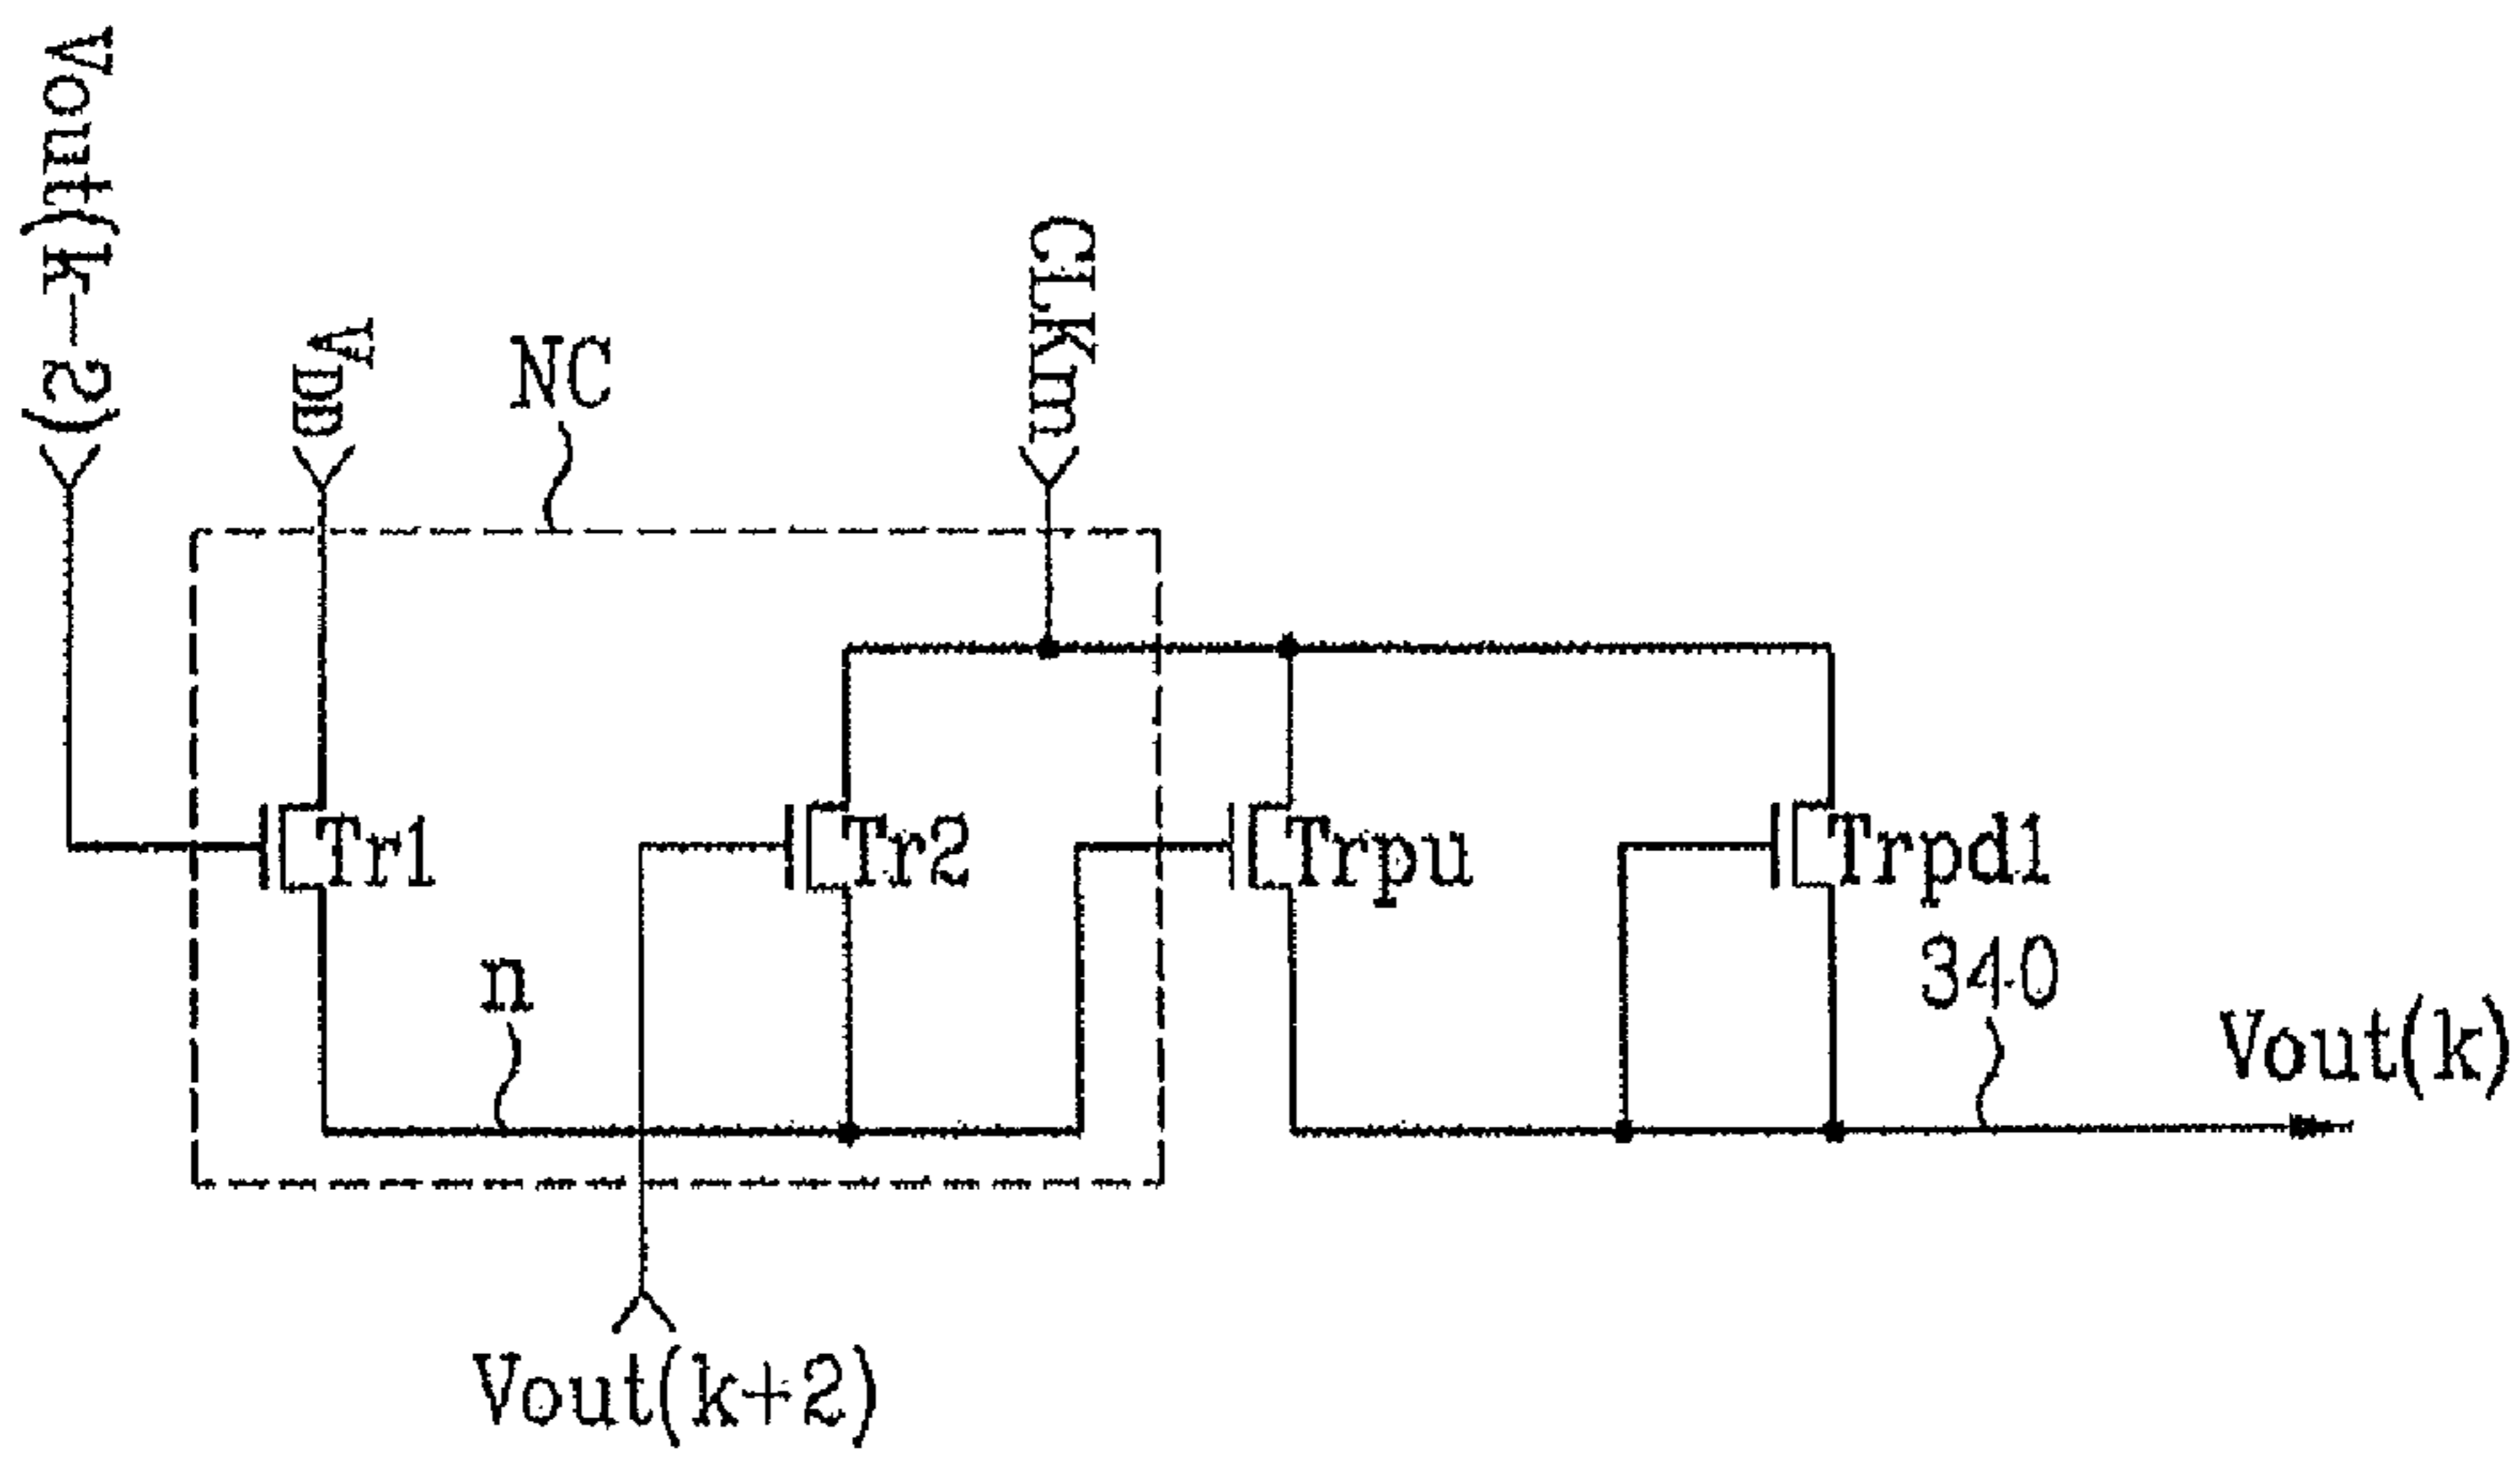 Vout(k-2)
VDD
NC
CLKm
Tr1
Tr2
Trpu
Trpd1
n
340
Vout(k)
Vout(k+2)